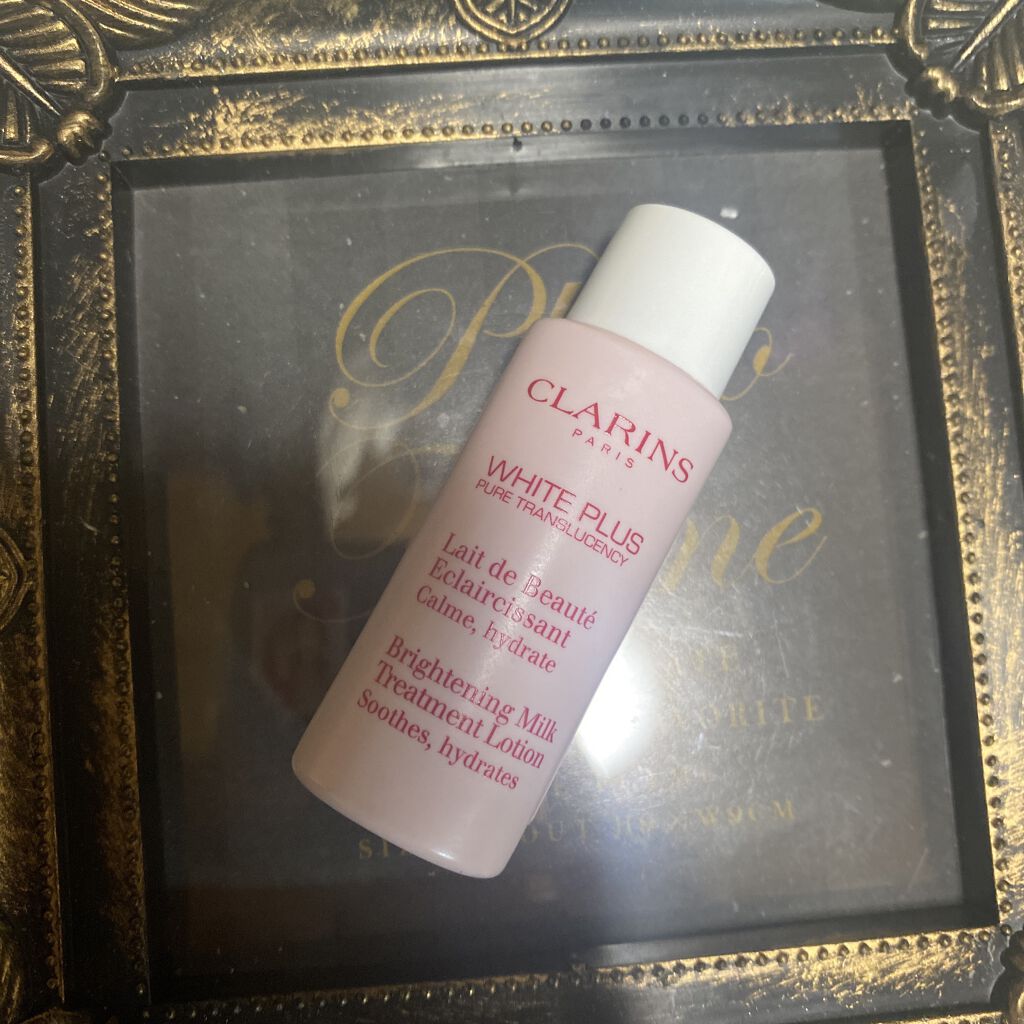 CLARINS
PARIS
WHITE PLUS
PURE TRANSLUCENCY
Lait de Beauté
Eclaircissant
Calme, hydrate
Brightening Milk
Treatment Lotion
Soothes, hydrates